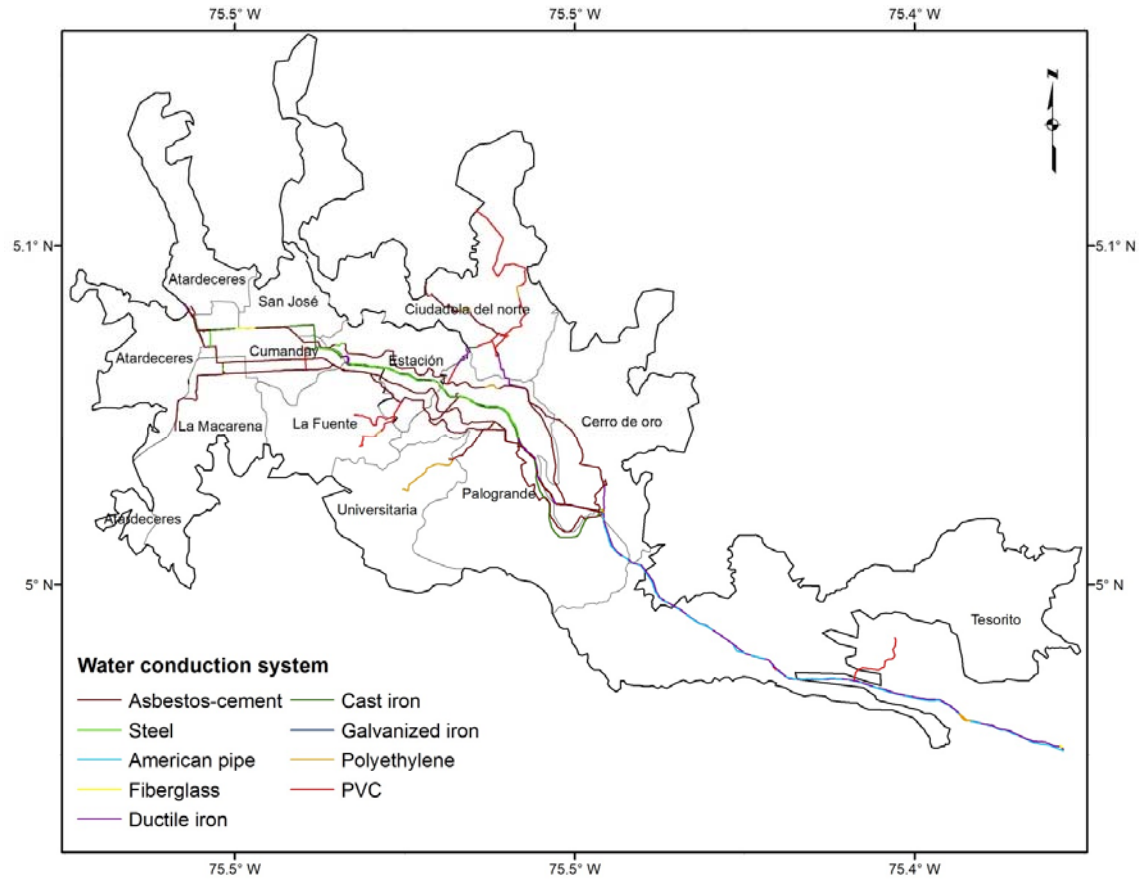 75.5° W
75.5° W
75.4° W
N
5.1° N
5.1° N
Atardeceres
San José
Ciudadela del norte
Atardeceres
Cumanday
Estación
La Macarena
La Fuente
Cerro de oro
Palogrande
Universitaria
Atardeceres
5° N
5° N
Tesorito
Water conduction system
Asbestos-cement
Cast iron
Steel
Galvanized iron
American pipe
Polyethylene
Fiberglass
PVC
Ductile iron
75.5° W
75.5° W
75.4° W